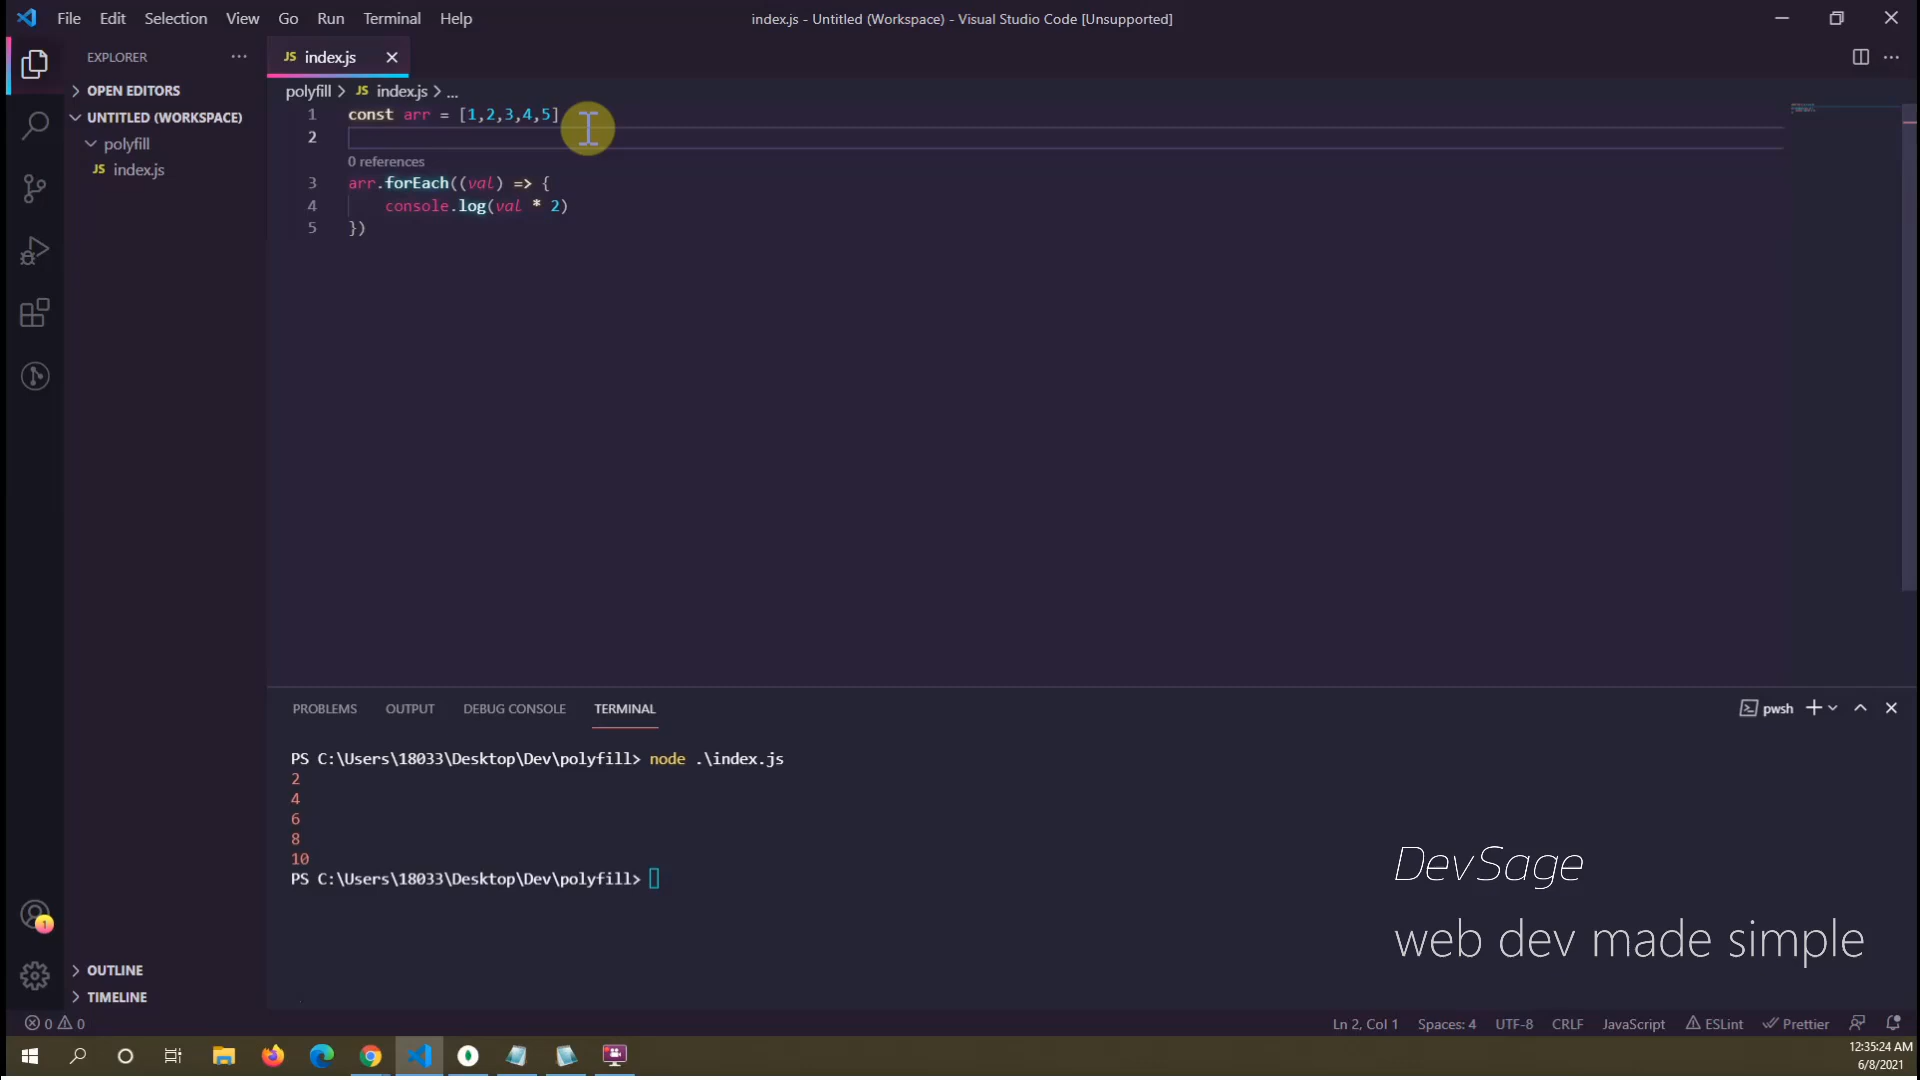 File Edit Selection View Go Run Terminal Help
index.js - Untitled (Workspace) - Visual Studio Code [Unsupported]
EXPLORER
JS index.js
OPEN EDITORS
UNTITLED (WORKSPACE)
polyfill
JS index.js
polyfill > JS index.js > ...
1 const arr = [1,2,3,4,5]
2
0 references
3 arr.forEach((val) => {
4 console.log(val * 2)
5 })
PROBLEMS OUTPUT DEBUG CONSOLE TERMINAL
pwsh
PS C:\Users\18033\Desktop\Dev\polyfill> node .\index.js
2
4
6
8
10
PS C:\Users\18033\Desktop\Dev\polyfill>
DevSage
web dev made simple
1
OUTLINE
TIMELINE
0 0
Ln 2, Col 1 Spaces: 4 UTF-8 CRLF JavaScript ESLint Prettier
12:35:24 AM
6/8/2021